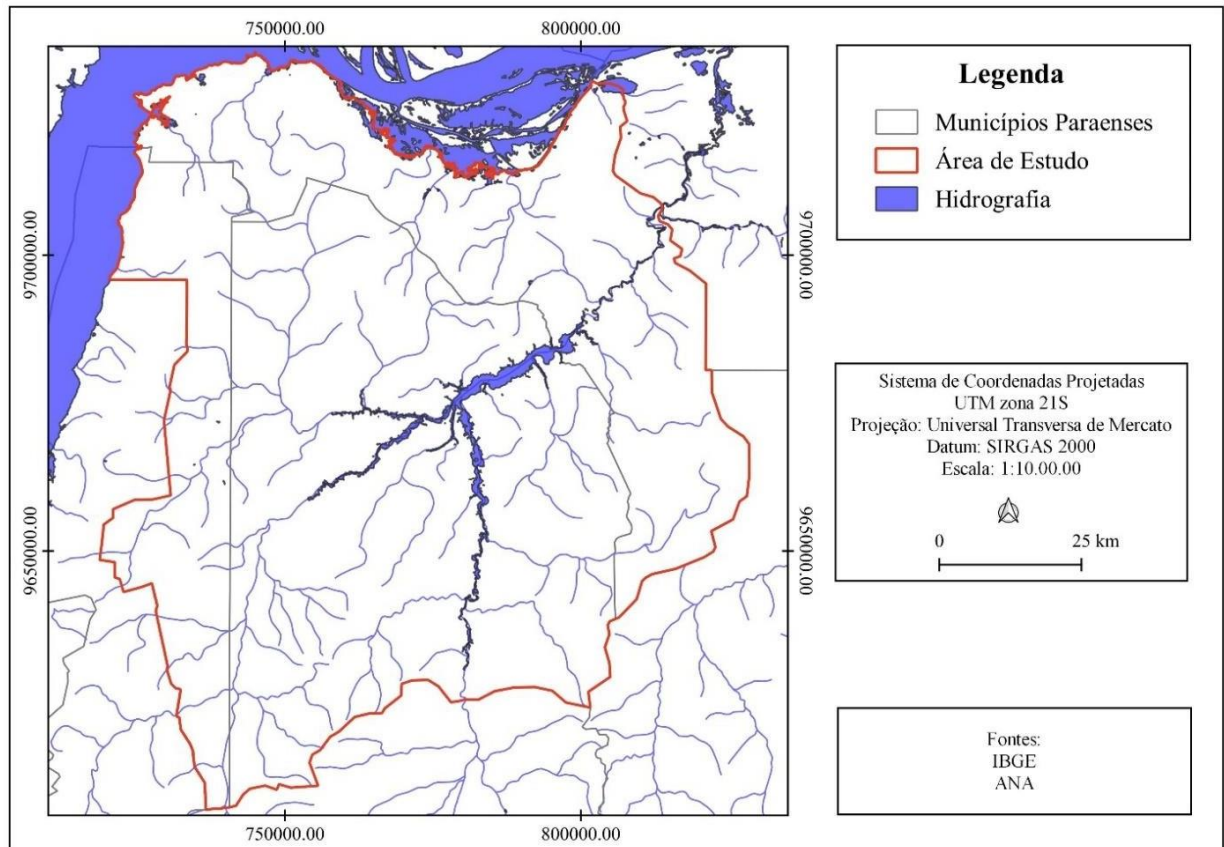 750000.00
800000.00
9700000.00
9650000.00
9700000.00
9650000.00
750000.00
800000.00
Legenda
Municípios Paraenses
Área de Estudo
Hidrografia
Sistema de Coordenadas Projetadas
UTM zona 21S
Projeção: Universal Transversa de Mercato
Datum: SIRGAS 2000
Escala: 1:10.00.00
0
25 km
Fontes:
IBGE
ANA